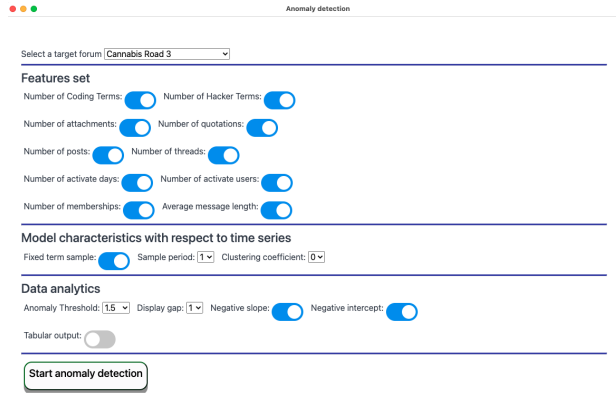 Anomaly detection
Select a target forum Cannabis Road 3
Features set
Number of Coding Terms: Number of Hacker Terms:
Number of attachments: Number of quotations:
Number of posts: Number of threads:
Number of activate days: Number of activate users:
Number of memberships: Average message length:
Model characteristics with respect to time series
Fixed term sample: Sample period: 1 Clustering coefficient: 0
Data analytics
Anomaly Threshold: 1.5 Display gap: 1 Negative slope: Negative intercept:
Tabular output:
Start anomaly detection